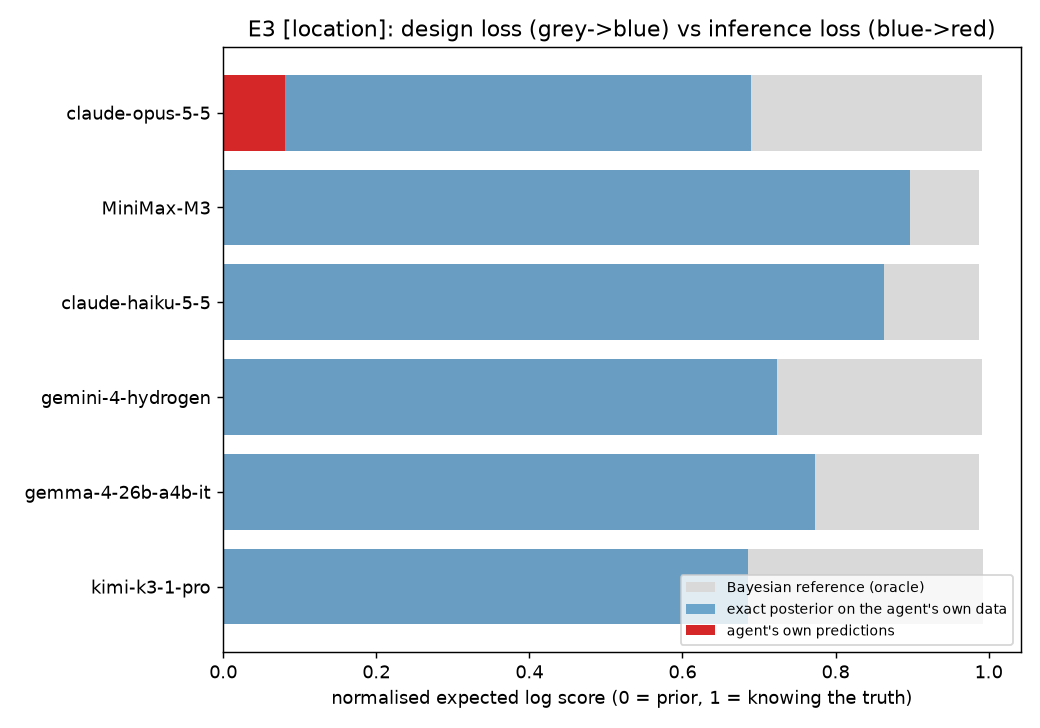 E3 [location]: design loss (grey->blue) vs inference loss (blue->red)
claude-opus-5-5
MiniMax-M3
claude-haiku-5-5
gemini-4-hydrogen
gemma-4-26b-a4b-it
kimi-k3-1-pro
Bayesian reference (oracle)
exact posterior on the agent's own data
agent's own predictions
0.0 0.2 0.4 0.6 0.8 1.0
normalised expected log score (0 = prior, 1 = knowing the truth)